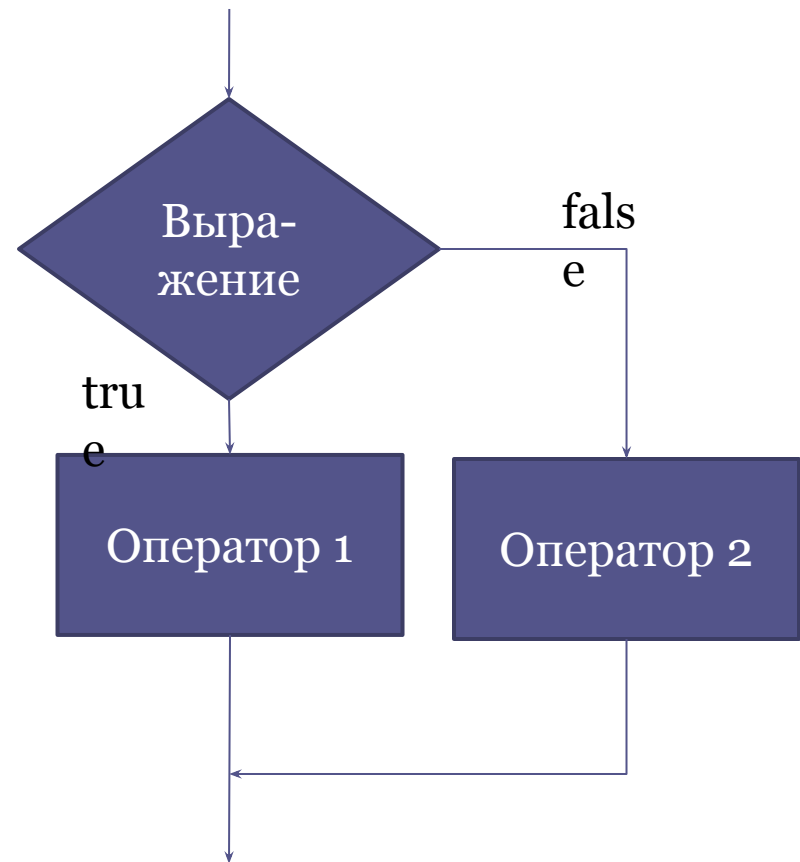 Выра-
жение
fals
e
tru
e
Оператор 1
Оператор 2